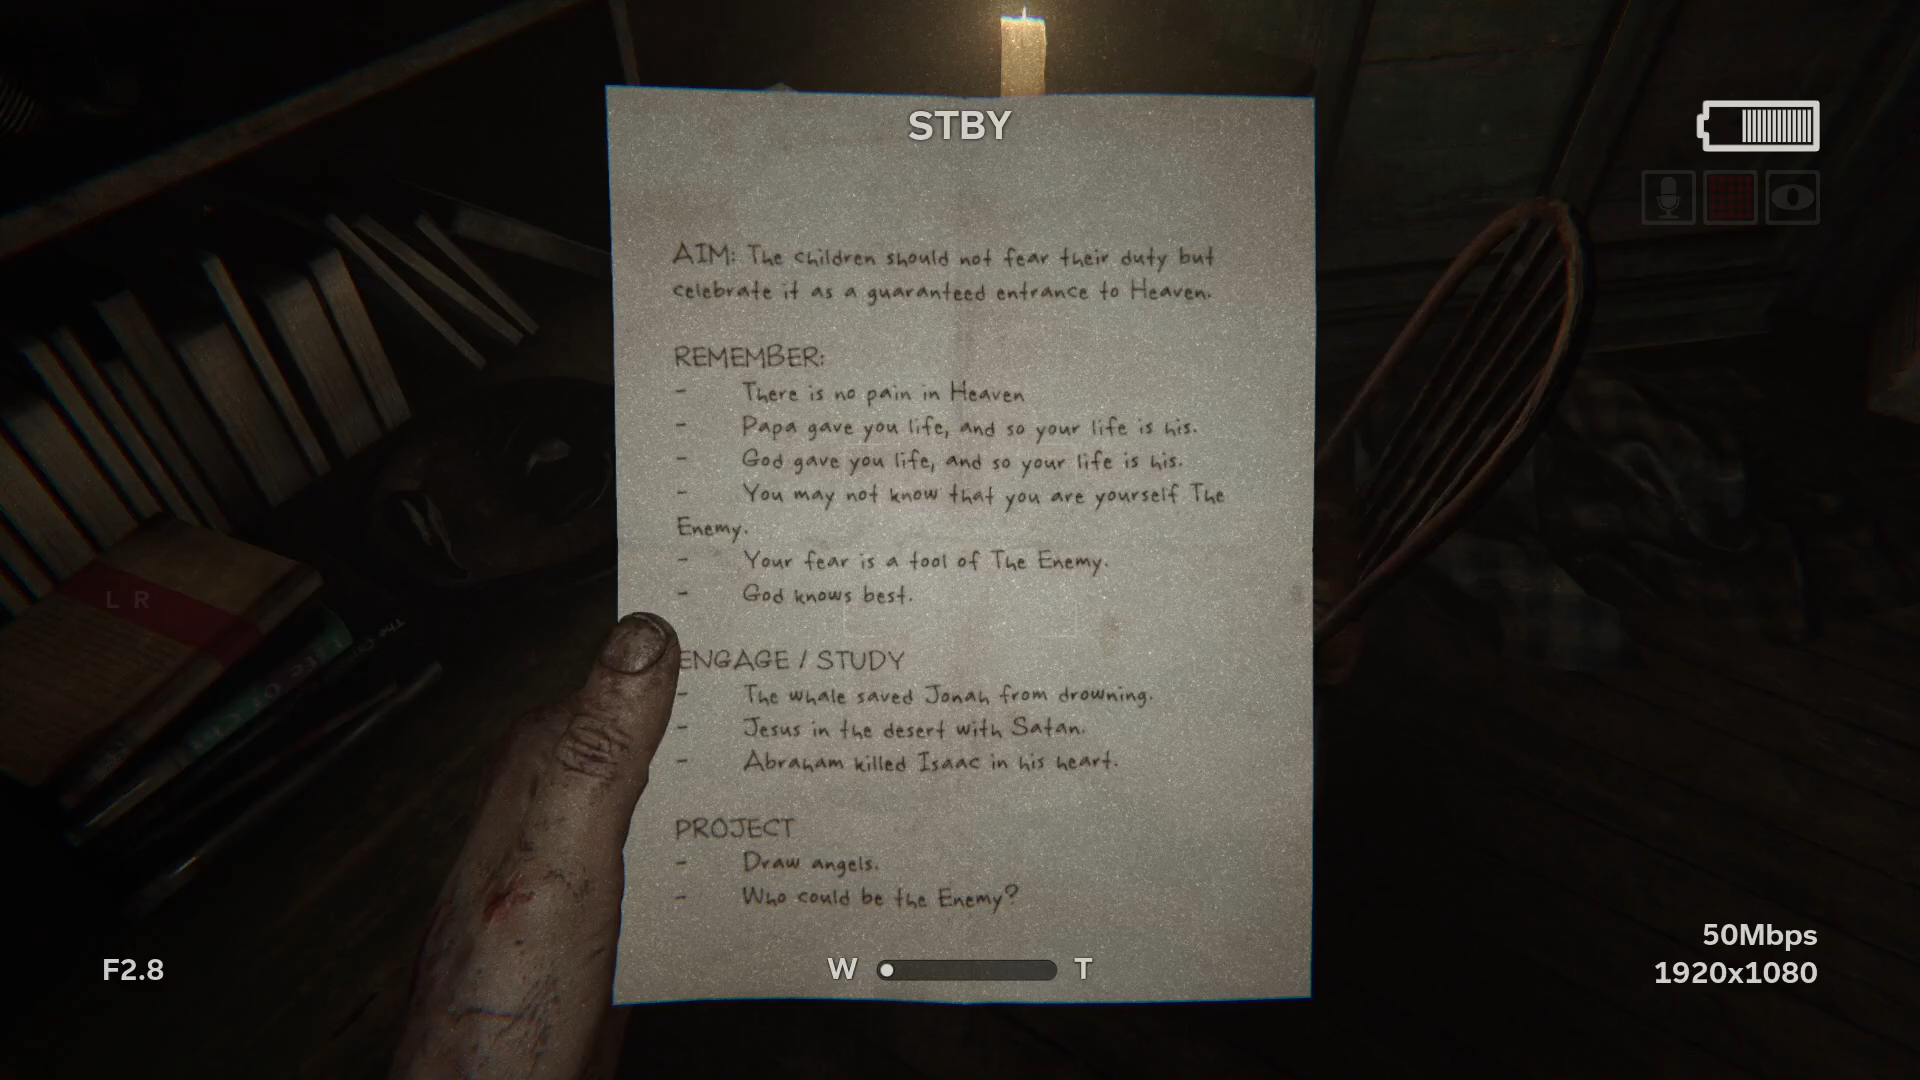 STBY
AIM: The children should not fear their duty but
celebrate it as a guaranteed entrance to Heaven.
REMEMBER:
- There is no pain in Heaven
- Papa gave you life, and so your life is his.
- God gave you life, and so your life is his.
- You may not know that you are yourself The
Enemy.
- Your fear is a tool of The Enemy.
- God knows best.
L R
ENGAGE / STUDY
- The whale saved Jonah from drowning.
- Jesus in the desert with Satan.
- Abraham killed Isaac in his heart.
PROJECT
- Draw angels.
- Who could be the Enemy?
F2.8
W T
50Mbps
1920x1080